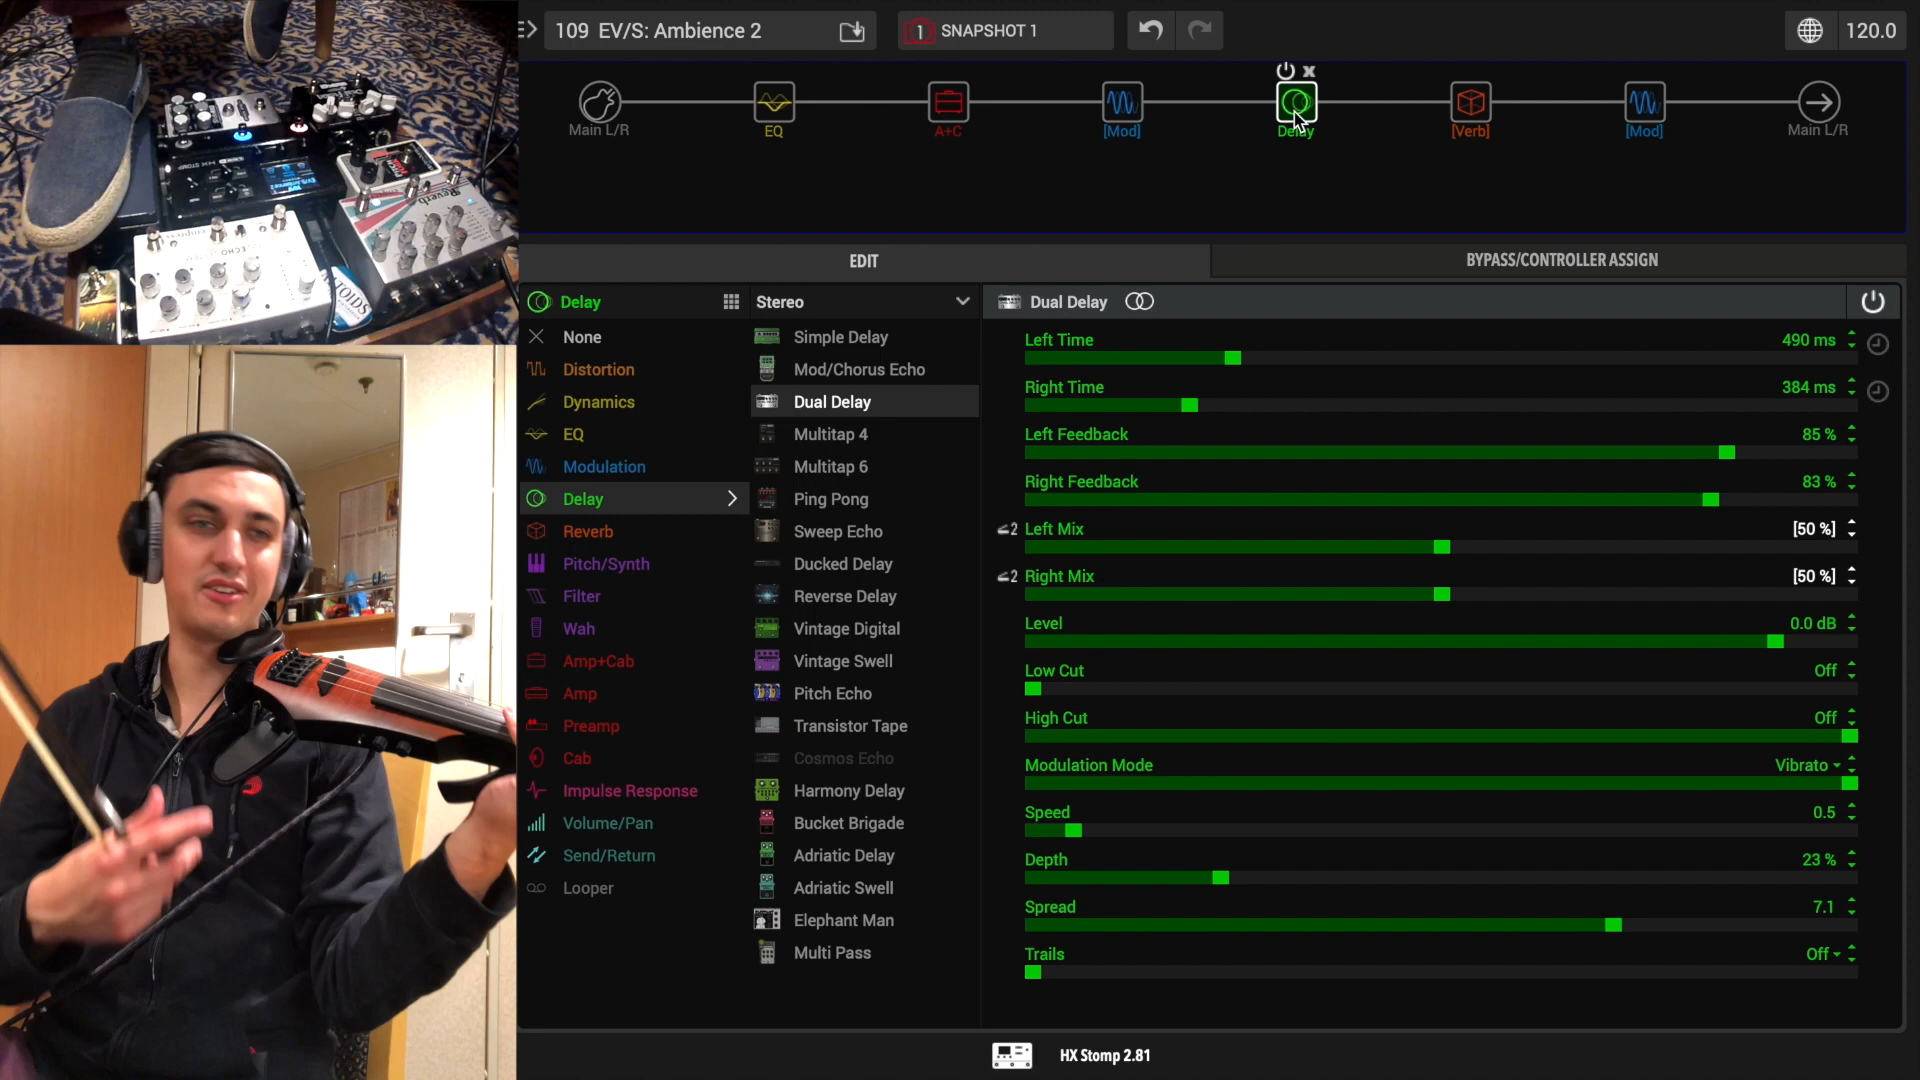 109 EV/S: Ambience 2
1 SNAPSHOT 1
120.0
Main L/R
EQ
A+C
[Mod]
Delay
[Verb]
[Mod]
Main L/R
EDIT
BYPASS/CONTROLLER ASSIGN
Delay
Stereo
Dual Delay
None
Distortion
Dynamics
EQ
Modulation
Delay
Reverb
Pitch/Synth
Filter
Wah
Amp+Cab
Amp
Preamp
Cab
Impulse Response
Volume/Pan
Send/Return
Looper
Simple Delay
Mod/Chorus Echo
Dual Delay
Multitap 4
Multitap 6
Ping Pong
Sweep Echo
Ducked Delay
Reverse Delay
Vintage Digital
Vintage Swell
Pitch Echo
Transistor Tape
Cosmos Echo
Harmony Delay
Bucket Brigade
Adriatic Delay
Adriatic Swell
Elephant Man
Multi Pass
Left Time 490 ms
Right Time 384 ms
Left Feedback 85 %
Right Feedback 83 %
2 Left Mix [50 %]
2 Right Mix [50 %]
Level 0.0 dB
Low Cut Off
High Cut Off
Modulation Mode Vibrato
Speed 0.5
Depth 23 %
Spread 7.1
Trails Off
HX Stomp 2.81
HX STOMP
Reverb
TOIDS